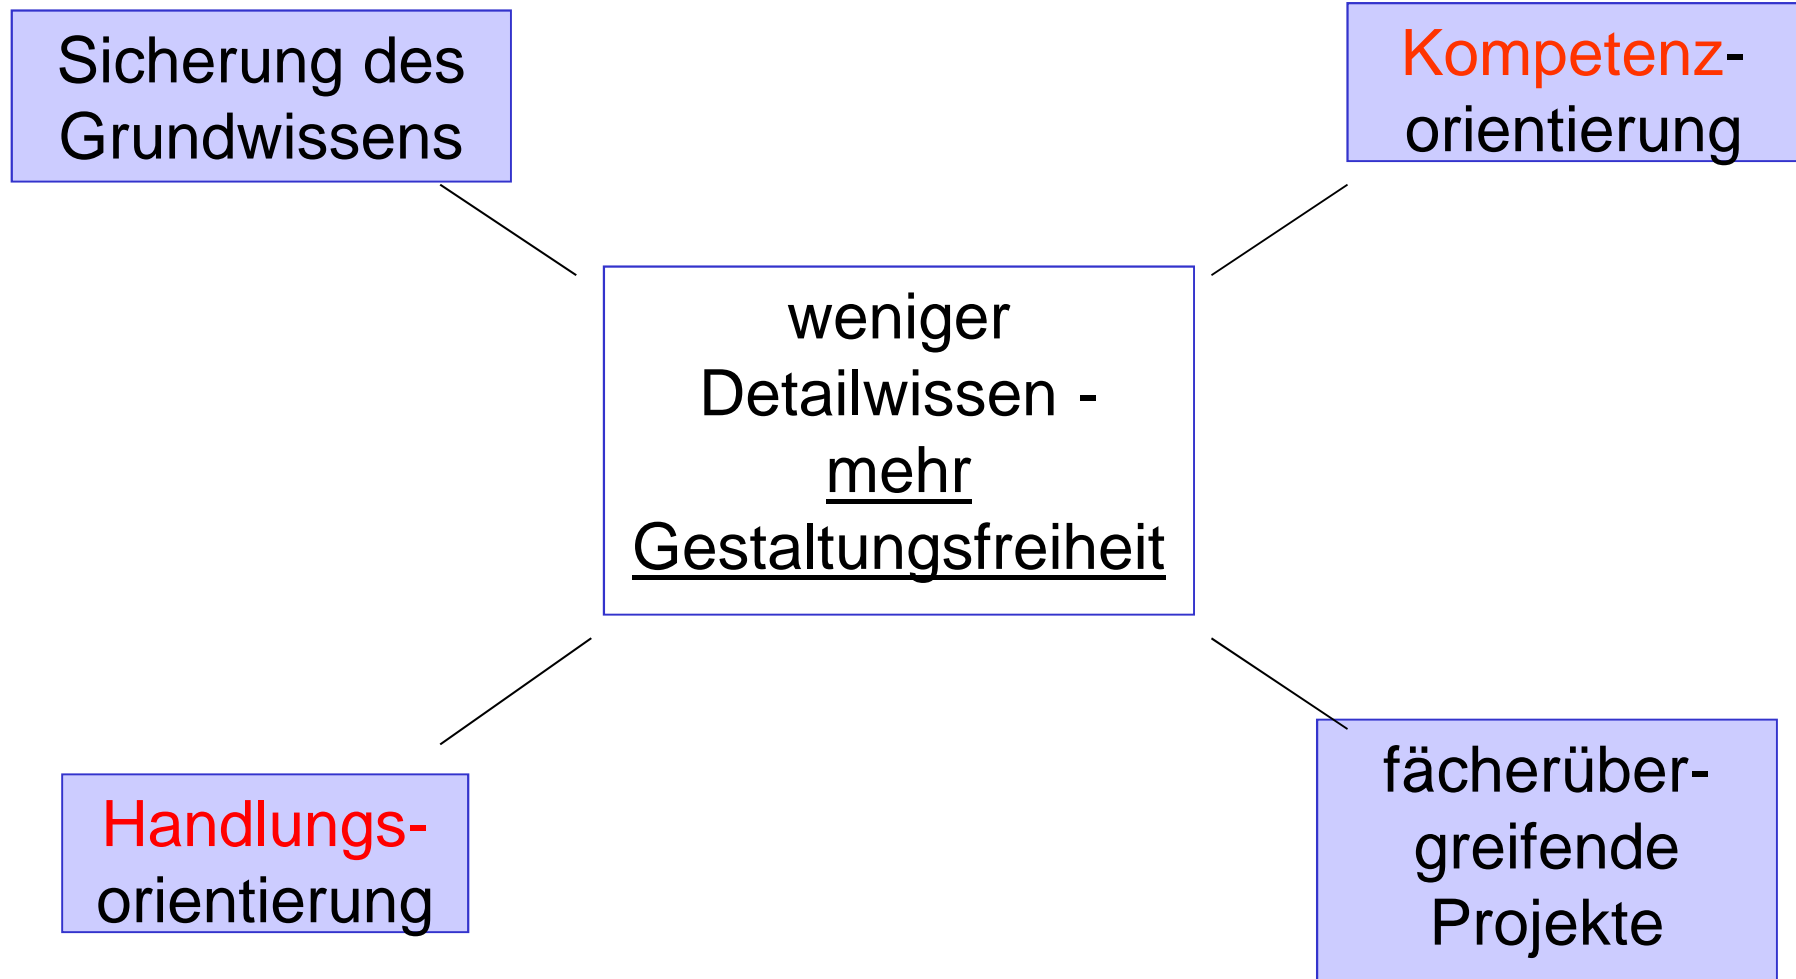 Sicherung des
Grundwissens
Kompetenz-
orientierung
weniger
Detailwissen -
mehr
Gestaltungsfreiheit
Handlungs-
orientierung
fächerüber-
greifende
Projekte